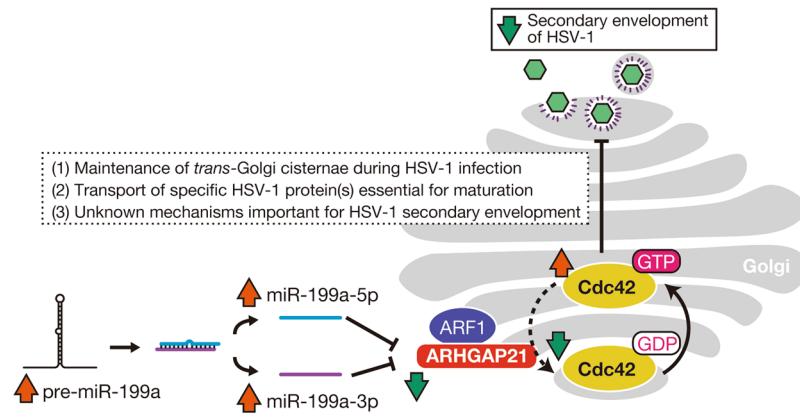 Secondary envelopment
of HSV-1
(1) Maintenance of trans-Golgi cisternae during HSV-1 infection
(2) Transport of specific HSV-1 protein(s) essential for maturation
(3) Unknown mechanisms important for HSV-1 secondary envelopment
GTP
Golgi
Cdc42
miR-199a-5p
ARF1
GDP
ARHGAP21
Cdc42
pre-miR-199a
miR-199a-3p